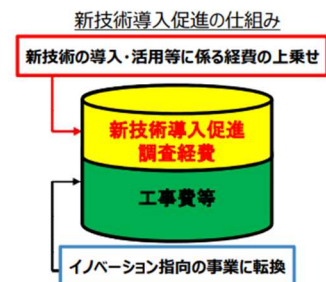 新技術導入促進の仕組み
新技術の導入・活用等に係る経費の上乗せ
新技術導入促進
調査経費
工事費等
イノベーション指向の事業に転換